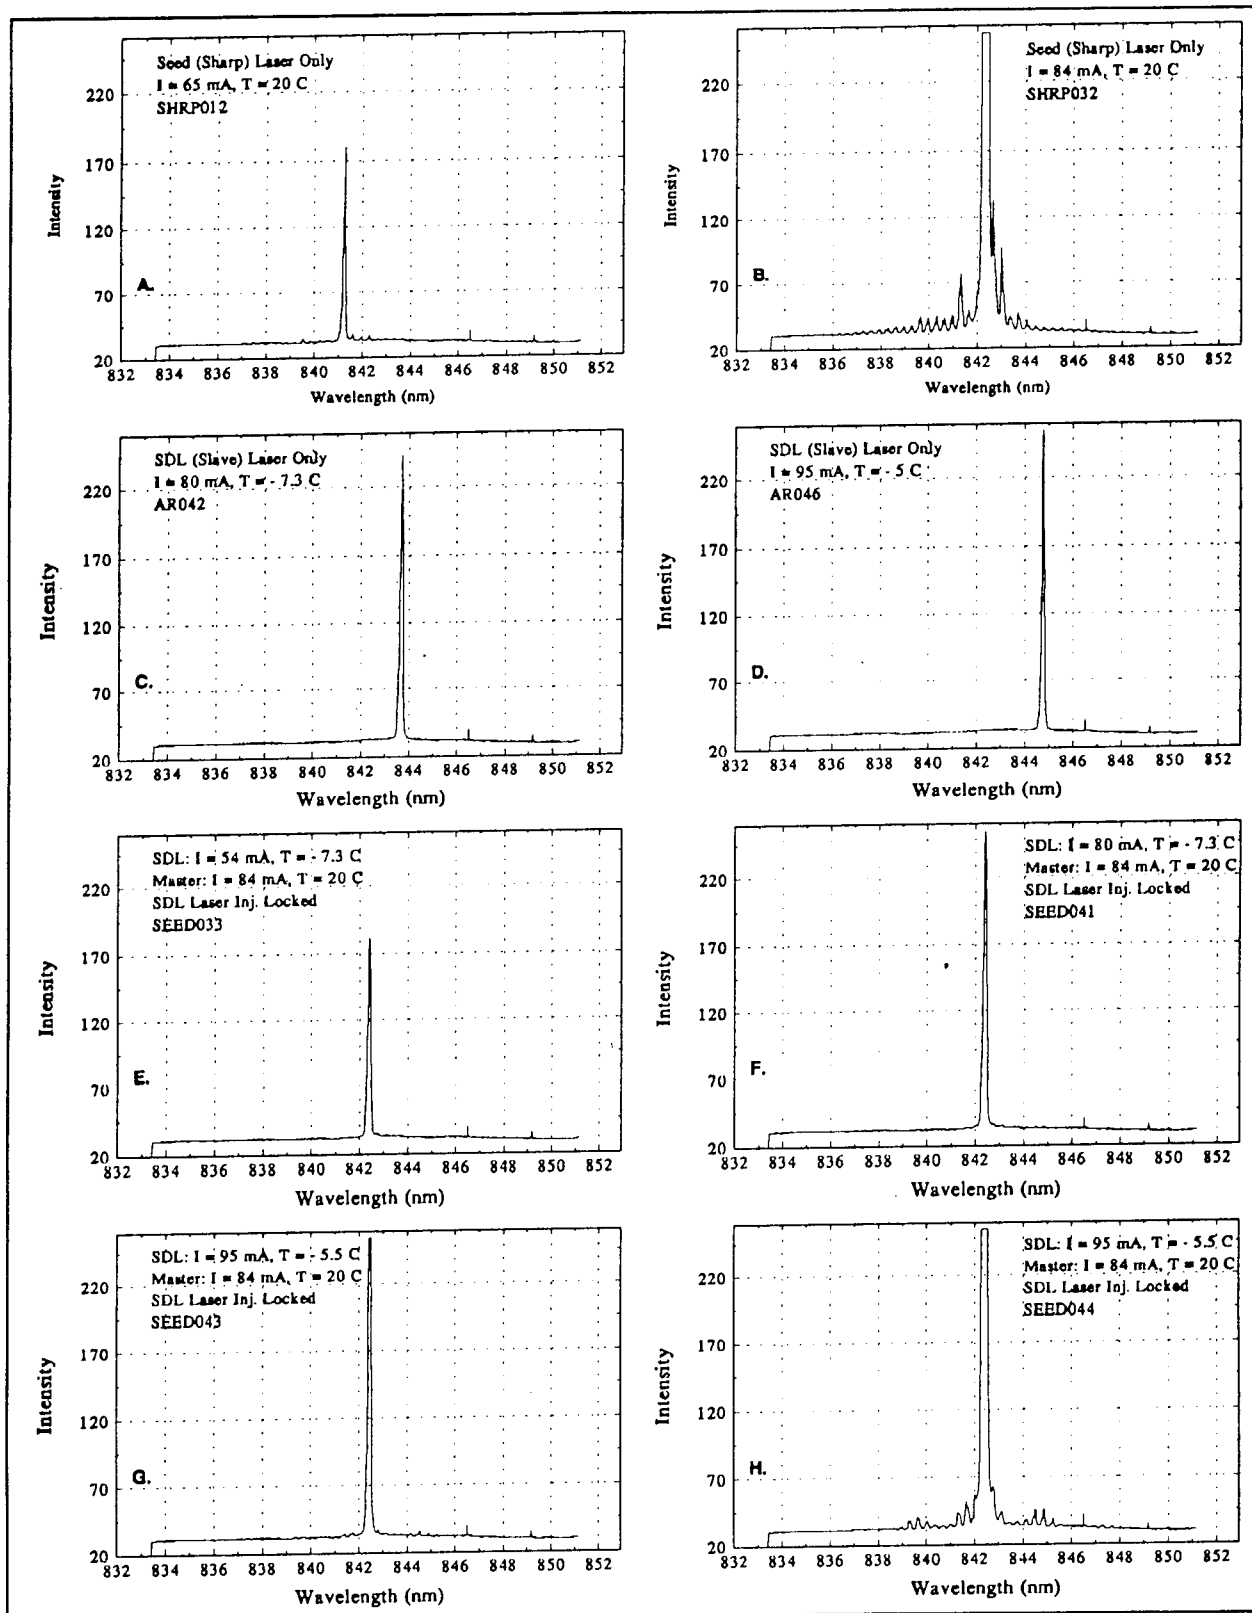 Seed (Sharp) Laser Only
I = 65 mA, T = 20 C
SHRP012
220
170
120
70
20
Intensity
A.
832 834 836 838 840 842 844 846 848 850 852
Wavelength (nm)
Seed (Sharp) Laser Only
I = 84 mA, T = 20 C
SHRP032
220
170
120
70
20
Intensity
B.
832 834 836 838 840 842 844 846 848 850 852
Wavelength (nm)
SDL (Slave) Laser Only
I = 80 mA, T = - 7.3 C
AR042
220
170
120
70
20
Intensity
C.
832 834 836 838 840 842 844 846 848 850 852
Wavelength (nm)
SDL (Slave) Laser Only
I = 95 mA, T = - 5 C
AR046
220
170
120
70
20
Intensity
D.
832 834 836 838 840 842 844 846 848 850 852
Wavelength (nm)
SDL: I = 54 mA, T = - 7.3 C
Master: I = 84 mA, T = 20 C
SDL Laser Inj. Locked
SEED033
220
170
120
70
20
Intensity
E.
832 834 836 838 840 842 844 846 848 850 852
Wavelength (nm)
SDL: I = 80 mA, T = - 7.3 C
Master: I = 84 mA, T = 20 C
SDL Laser Inj. Locked
SEED041
220
170
120
70
20
Intensity
F.
832 834 836 838 840 842 844 846 848 850 852
Wavelength (nm)
SDL: I = 95 mA, T = - 5.5 C
Master: I = 84 mA, T = 20 C
SDL Laser Inj. Locked
SEED043
220
170
120
70
20
Intensity
G.
832 834 836 838 840 842 844 846 848 850 852
Wavelength (nm)
SDL: I = 95 mA, T = - 5.5 C
Master: I = 84 mA, T = 20 C
SDL Laser Inj. Locked
SEED044
220
170
120
70
20
Intensity
H.
832 834 836 838 840 842 844 846 848 850 852
Wavelength (nm)